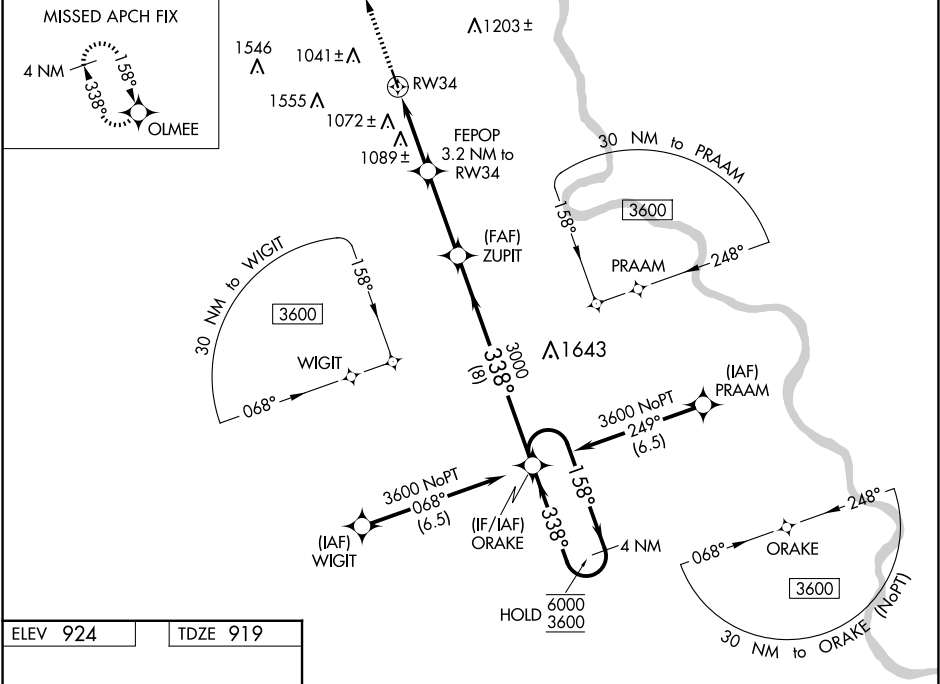 MISSED APCH FIX
4 NM
158°
338°
OLMEE
1546
1041±
1203±
RW34
1555
1072±
1089±
FEPOP
3.2 NM to
RW34
30 NM to PRAAM
3600
158°
248°
PRAAM
(FAF)
ZUPIT
30 NM to WIGIT
158°
3600
WIGIT
068°
3000
338°
(8)
1643
(IAF)
PRAAM
3600 NoPT
249°
(6.5)
3600 NoPT
068°
(6.5)
(IAF)
WIGIT
(IF/IAF)
ORAKE
158°
338°
4 NM
HOLD 6000
3600
248°
068°
ORAKE
3600
30 NM to ORAKE (NoPT)
ELEV 924
TDZE 919